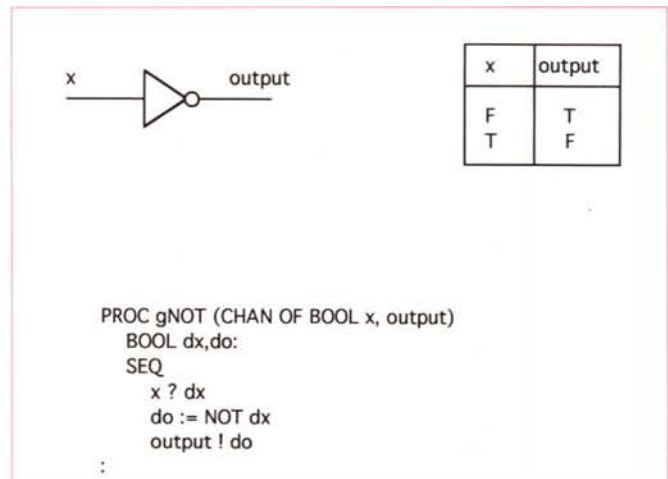 x output
x output
F T
T F
PROC gNOT (CHAN OF BOOL x, output)
BOOL dx,do:
SEQ
x ? dx
do := NOT dx
output ! do
: